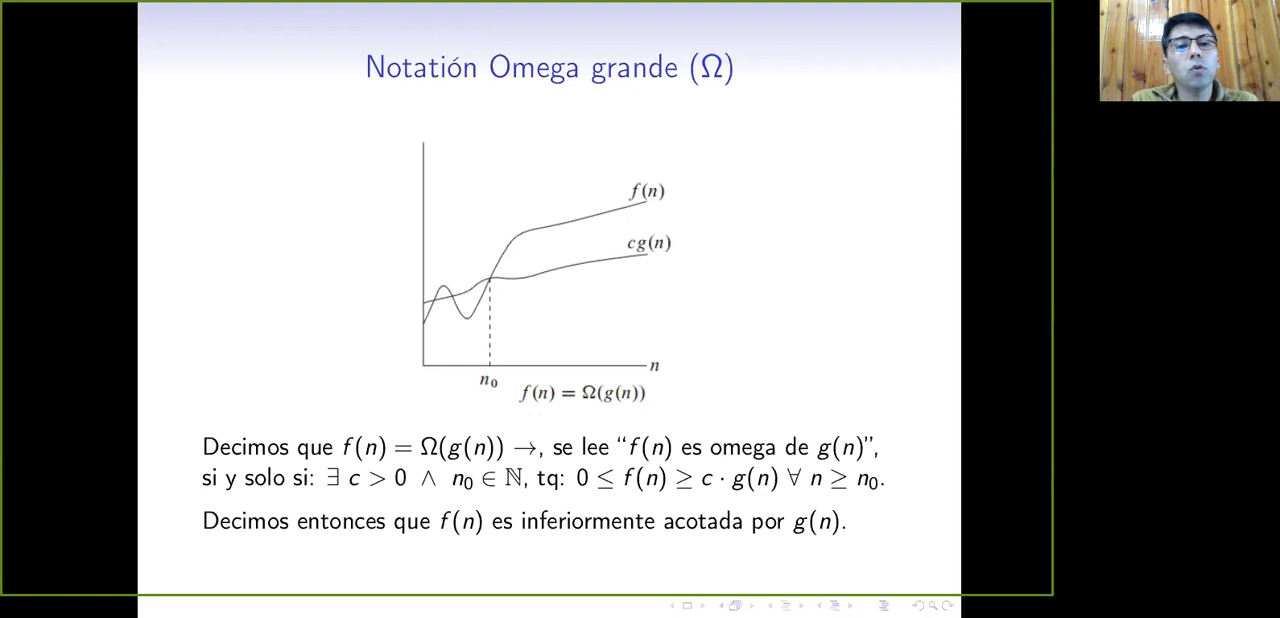 Notatión Omega grande (Ω)
f(n)
cg(n)
n
n₀
f(n) = Ω(g(n))
Decimos que f(n) = Ω(g(n)) →, se lee “f(n) es omega de g(n)”,
si y solo si: ∃ c > 0 ∧ n₀ ∈ ℕ, tq: 0 ≤ f(n) ≥ c · g(n) ∀ n ≥ n₀.
Decimos entonces que f(n) es inferiormente acotada por g(n).